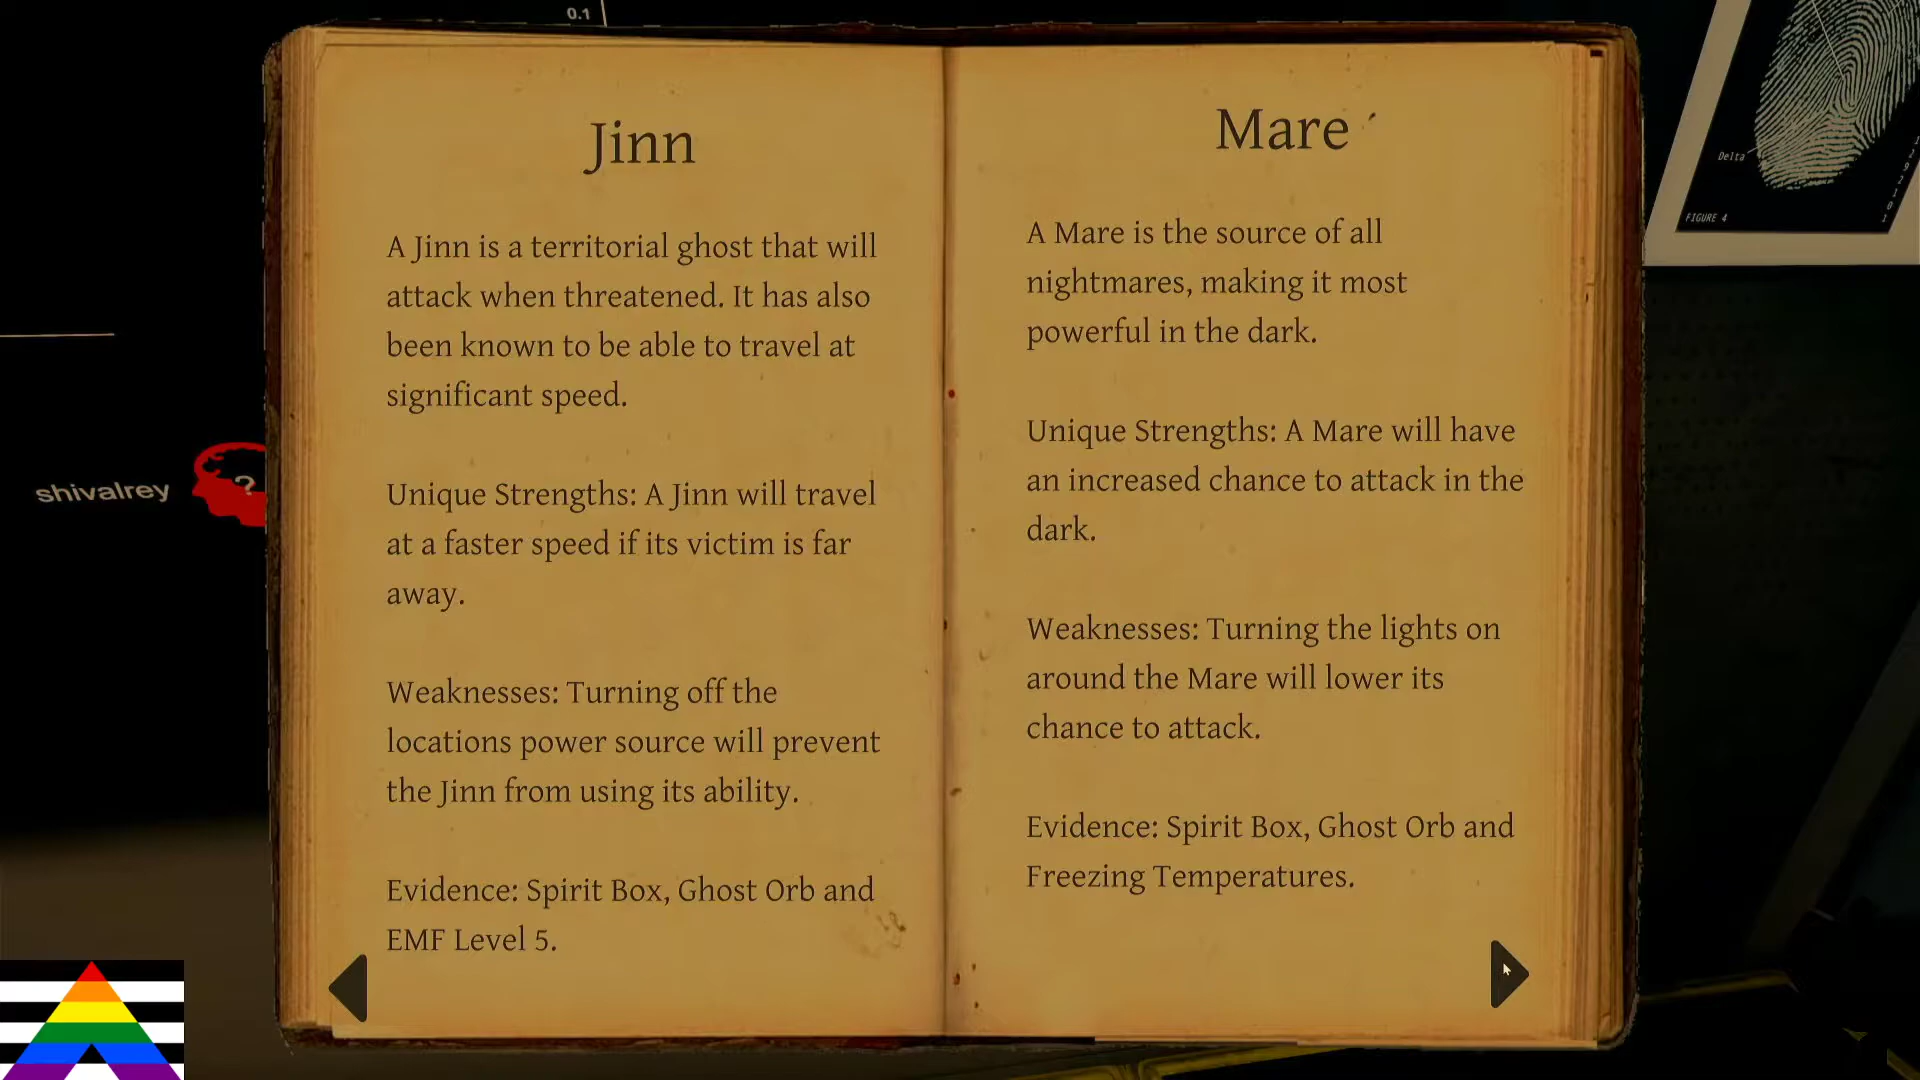 0.1
Jinn
A Jinn is a territorial ghost that will
attack when threatened. It has also
been known to be able to travel at
significant speed.
Unique Strengths: A Jinn will travel
at a faster speed if its victim is far
away.
Weaknesses: Turning off the
locations power source will prevent
the Jinn from using its ability.
Evidence: Spirit Box, Ghost Orb and
EMF Level 5.
Mare
A Mare is the source of all
nightmares, making it most
powerful in the dark.
Unique Strengths: A Mare will have
an increased chance to attack in the
dark.
Weaknesses: Turning the lights on
around the Mare will lower its
chance to attack.
Evidence: Spirit Box, Ghost Orb and
Freezing Temperatures.
shivalrey
?
Delta
FIGURE 4